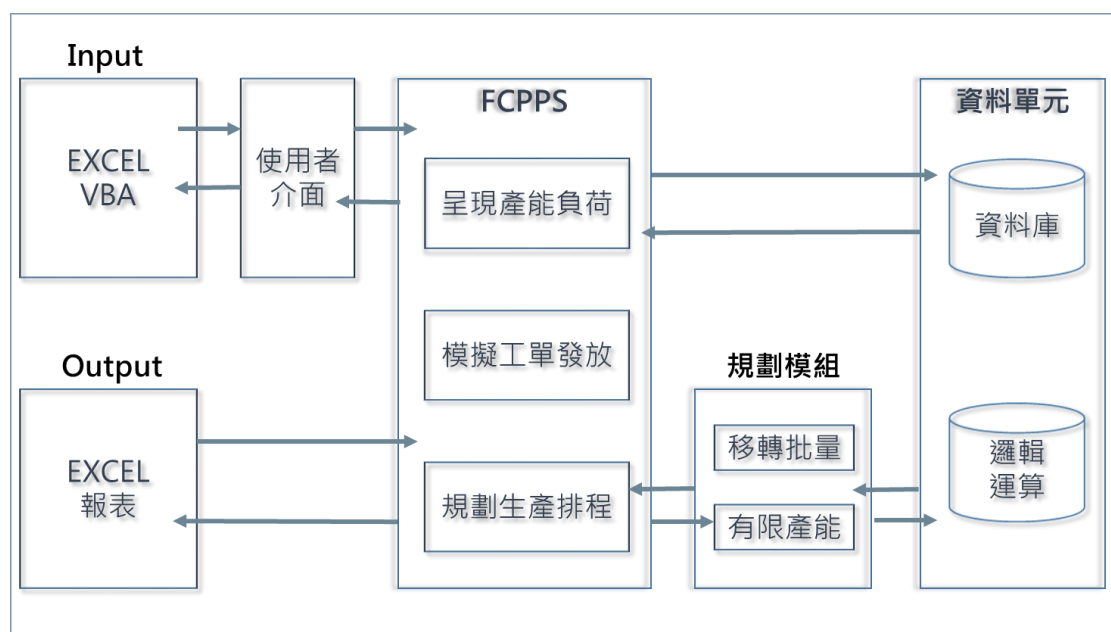 Input
EXCEL
VBA
使用者
介面
FCPPS
呈現產能負荷
模擬工單發放
規劃生產排程
資料單元
資料庫
邏輯
運算
規劃模組
移轉批量
有限產能
Output
EXCEL
報表